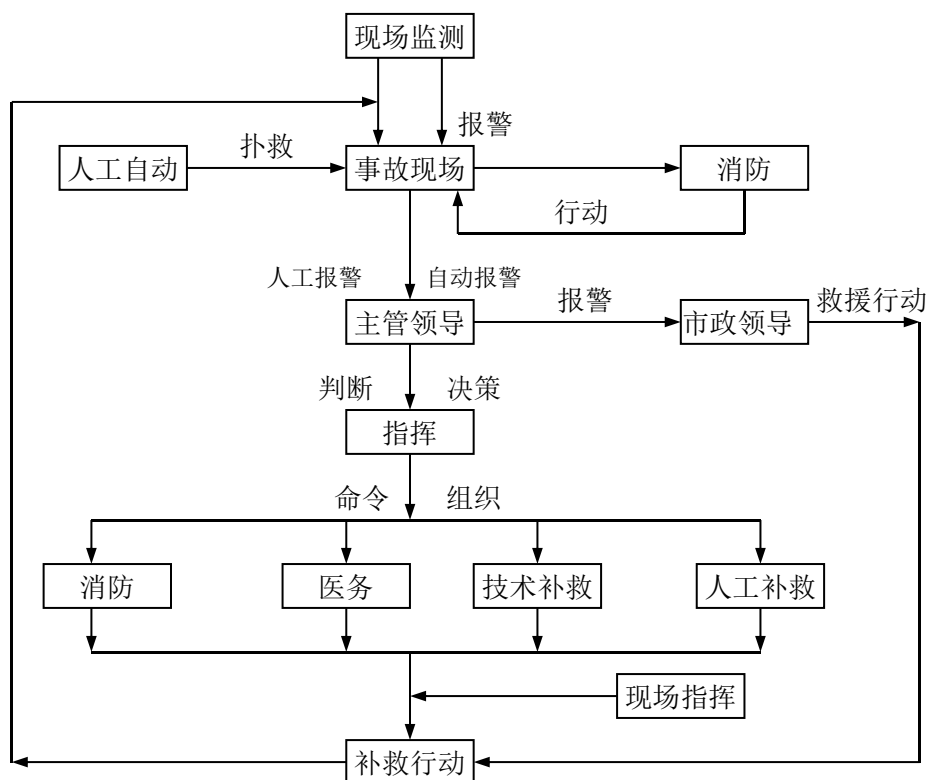 现场监测
报警
扑救
人工自动
事故现场
消防
行动
人工报警
自动报警
报警
救援行动
主管领导
市政领导
判断
决策
指挥
命令
组织
消防
医务
技术补救
人工补救
现场指挥
补救行动